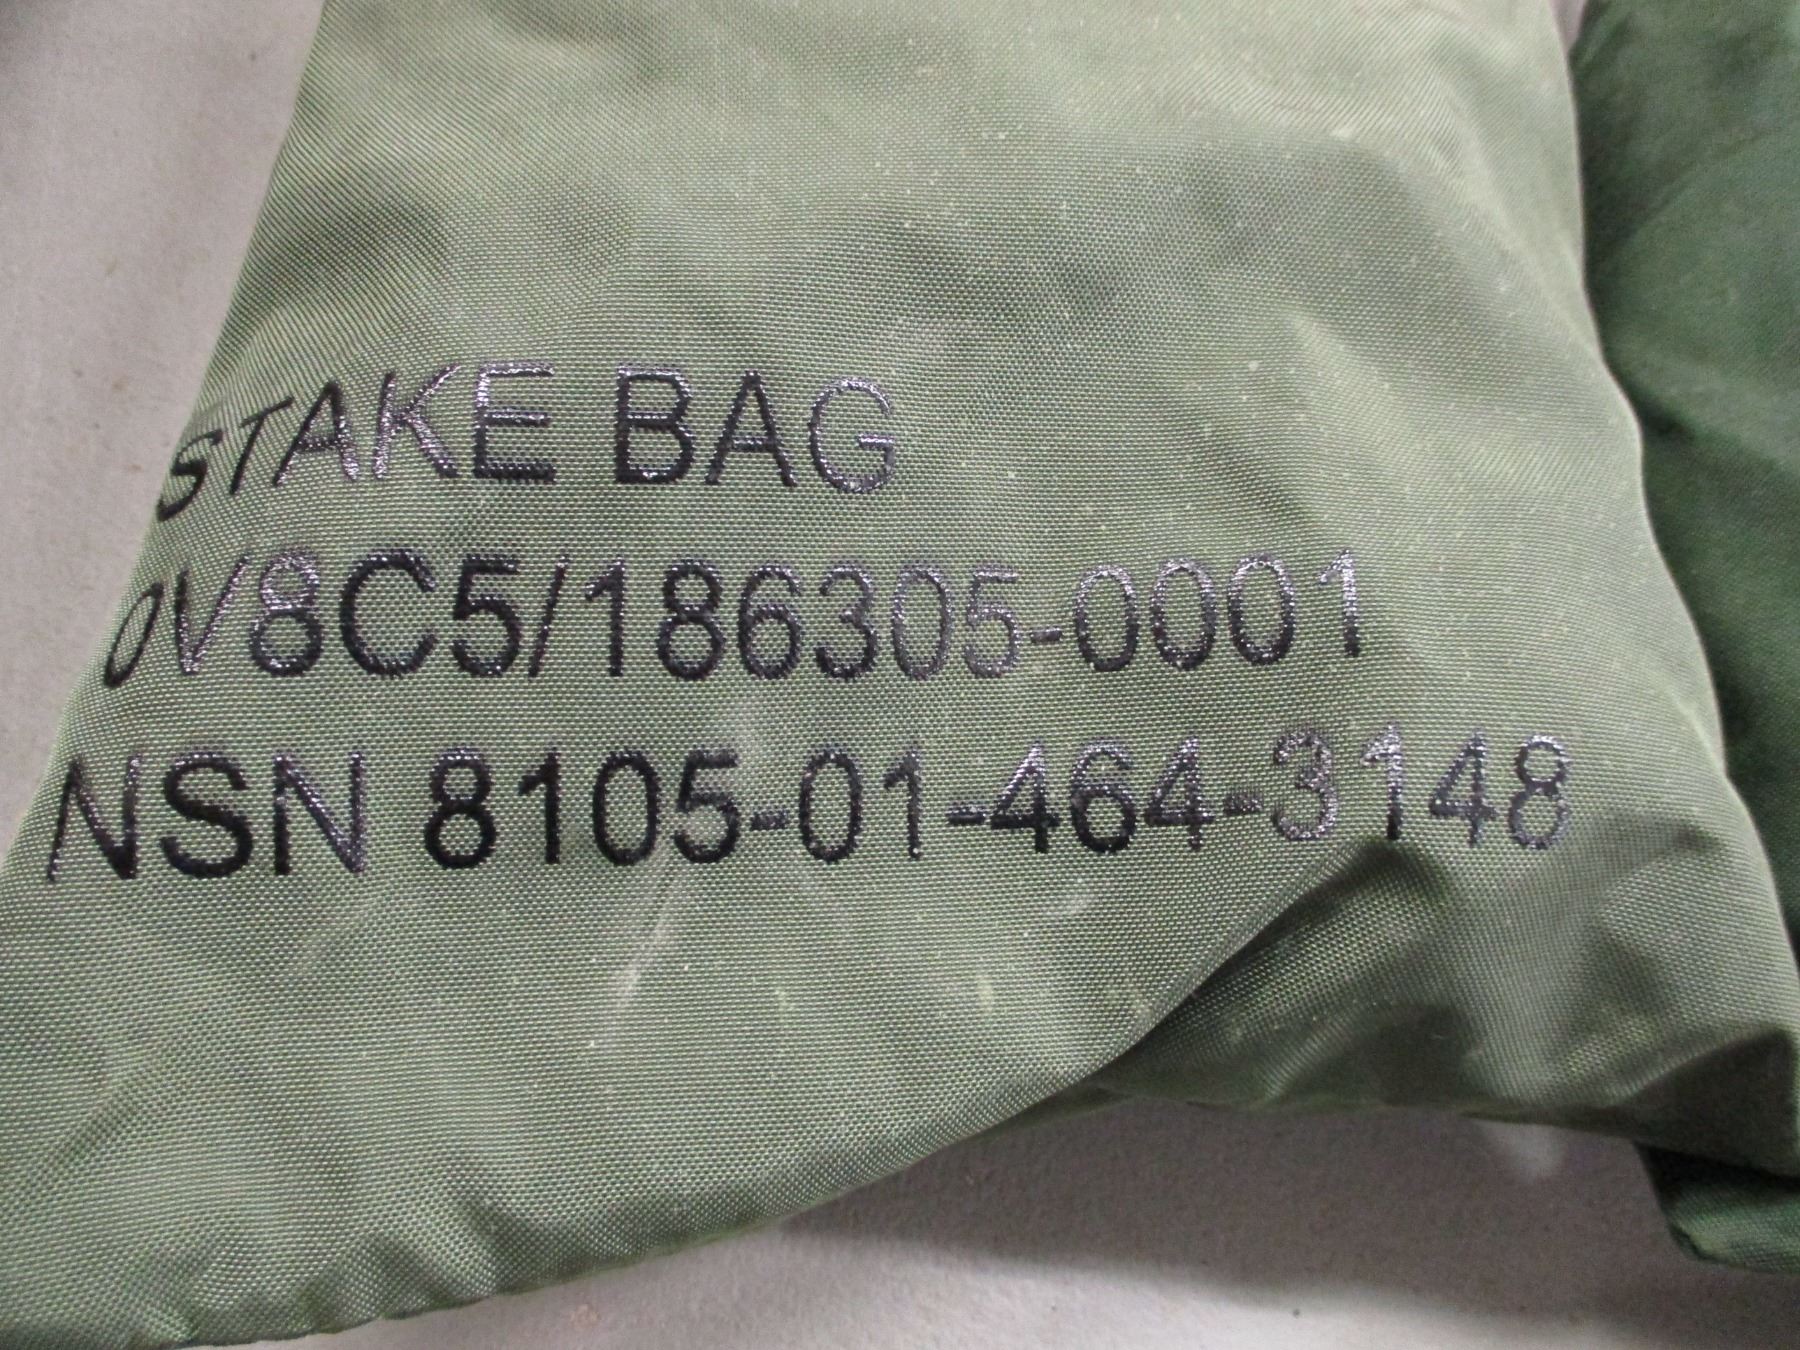 STAKE BAG
0V8C5/186305-0001
NSN 8105-01-464-3148